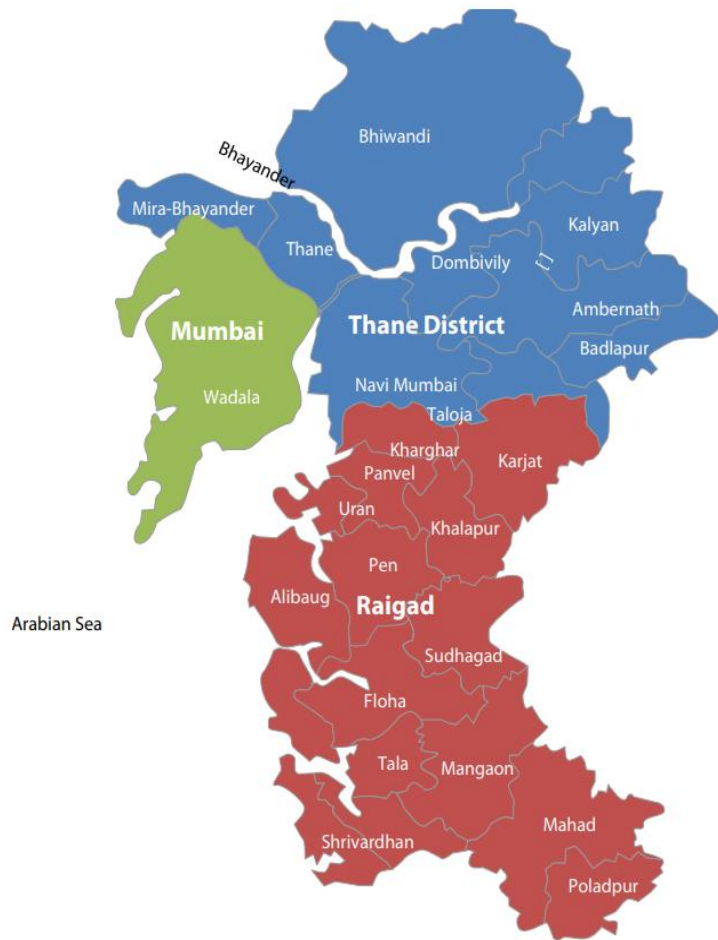 Bhiwandi
Bhayander
Mira-Bhayander
Kalyan
Thane
Dombivily
[ ]
Ambernath
Thane District
Mumbai
Badlapur
Navi Mumbai
Wadala
Taloja
Kharghar
Karjat
Panvel
Uran
Khalapur
Pen
Alibaug
Raigad
Arabian Sea
Sudhagad
Floha
Tala
Mangaon
Mahad
Shrivardhan
Poladpur